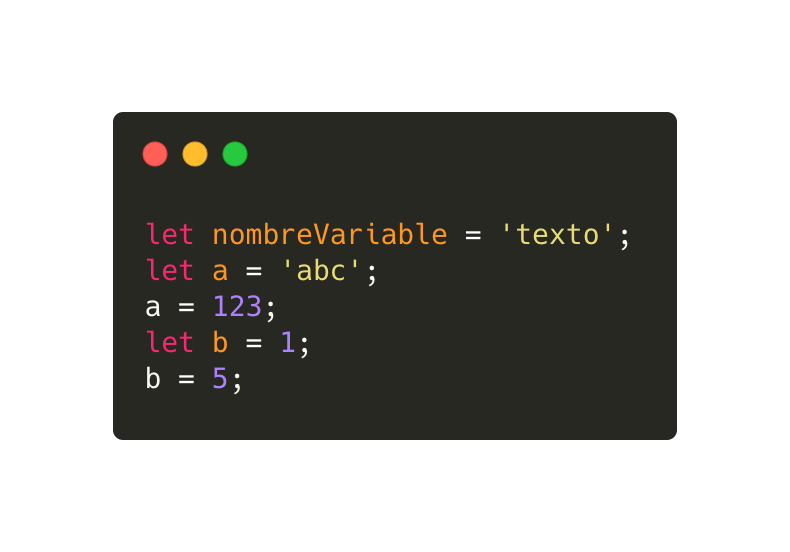 let nombreVariable = 'texto';
let a = 'abc';
a = 123;
let b = 1;
b = 5;